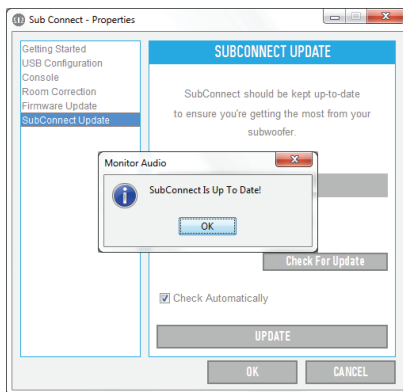 Sub Connect - Properties
Getting Started
USB Configuration
Console
Room Correction
Firmware Update
SubConnect Update
SUBCONNECT UPDATE
SubConnect should be kept up-to-date
to ensure you're getting the most from your
subwoofer.
Monitor Audio
SubConnect Is Up To Date!
OK
Check For Update
Check Automatically
UPDATE
OK
CANCEL